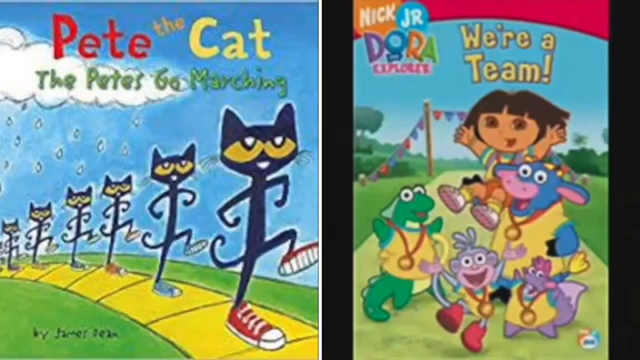 Pete the Cat
The Petes Go Marching
by James Dean
NICK JR
DORA
the EXPLORER
We're a
Team!